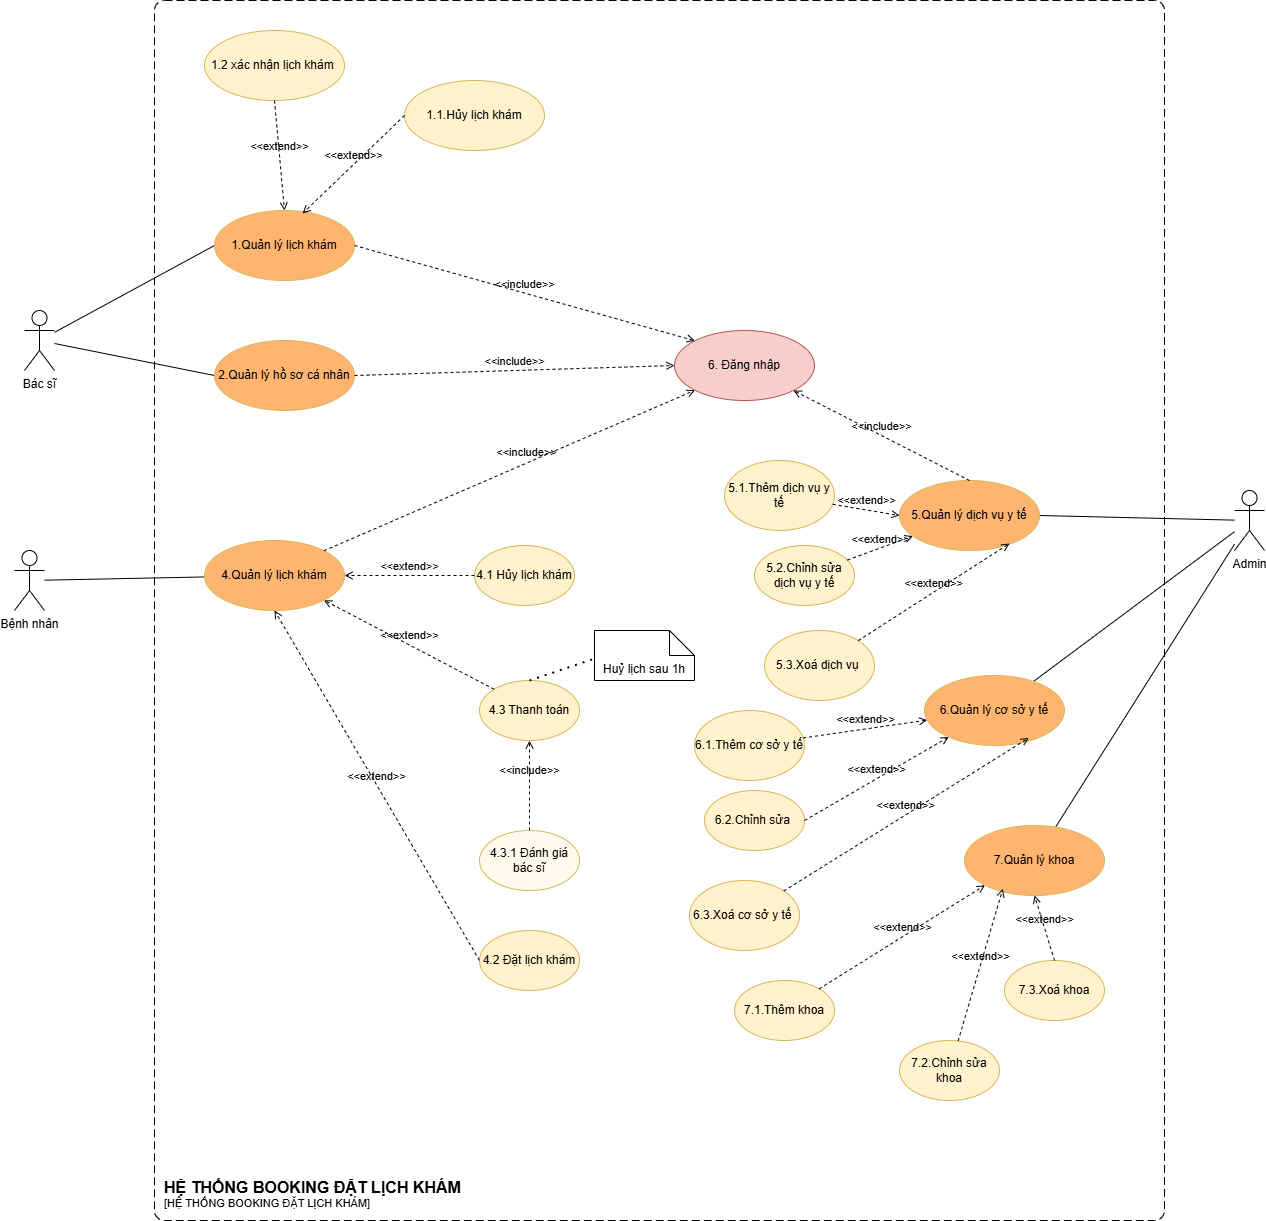 1.2 xác nhận lịch khám
1.1.Hủy lịch khám
<<extend>>
<<extend>>
1.Quản lý lịch khám
<<include>>
Bác sĩ
2.Quản lý hồ sơ cá nhân
<<include>>
6. Đăng nhập
<<include>>
<<include>>
5.1.Thêm dịch vụ y
tế
<<extend>>
5.Quản lý dịch vụ y tế
<<extend>>
5.2.Chỉnh sửa
dịch vụ y tế
<<extend>>
Admin
Bệnh nhân
4.Quản lý lịch khám
<<extend>>
4.1 Hủy lịch khám
<<extend>>
Huỷ lịch sau 1h
5.3.Xoá dịch vụ
4.3 Thanh toán
6.Quản lý cơ sở y tế
<<extend>>
6.1.Thêm cơ sở y tế
<<extend>>
<<include>>
<<extend>>
<<extend>>
6.2.Chỉnh sửa
4.3.1 Đánh giá
bác sĩ
7.Quản lý khoa
6.3.Xoá cơ sở y tế
<<extend>>
<<extend>>
<<extend>>
4.2 Đặt lịch khám
7.3.Xoá khoa
7.1.Thêm khoa
7.2.Chỉnh sửa
khoa
HỆ THỐNG BOOKING ĐẶT LỊCH KHÁM
[HỆ THỐNG BOOKING ĐẶT LỊCH KHÁM]